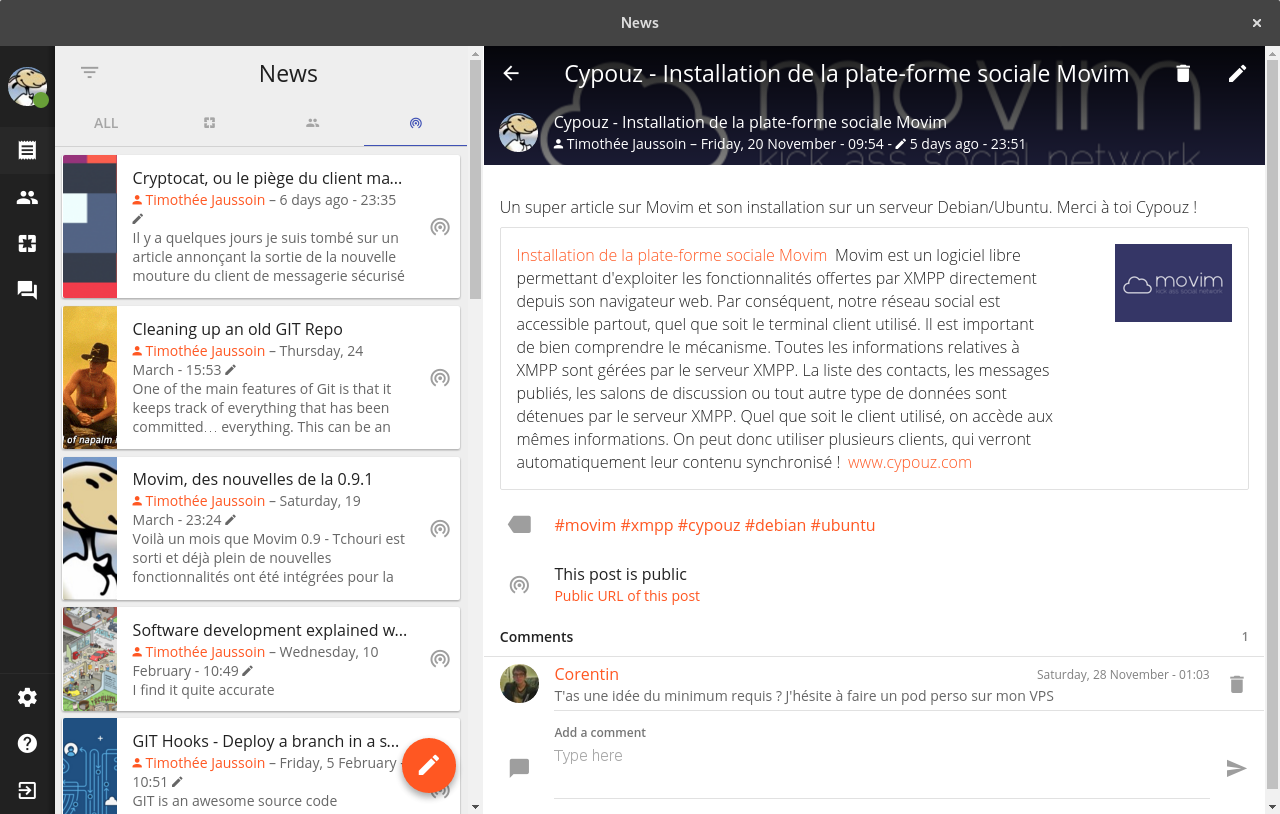 News
News
ALL
Cryptocat, ou le piège du client ma...
Timothée Jaussoin – 6 days ago - 23:35
Il y a quelques jours je suis tombé sur un
article annonçant la sortie de la nouvelle
mouture du client de messagerie sécurisé
Cleaning up an old GIT Repo
Timothée Jaussoin – Thursday, 24
March - 15:53
One of the main features of Git is that it
keeps track of everything that has been
committed… everything. This can be an
of napalm
Movim, des nouvelles de la 0.9.1
Timothée Jaussoin – Saturday, 19
March - 23:24
Voilà un mois que Movim 0.9 - Tchouri est
sorti et déjà plein de nouvelles
fonctionnalités ont été intégrées pour la
Software development explained w...
Timothée Jaussoin – Wednesday, 10
February - 10:49
I find it quite accurate
GIT Hooks - Deploy a branch in a s...
Timothée Jaussoin – Friday, 5 February -
10:51
GIT is an awesome source code
movim
kick ass social network
Cypouz - Installation de la plate-forme sociale Movim
Cypouz - Installation de la plate-forme sociale Movim
Timothée Jaussoin – Friday, 20 November - 09:54 - 5 days ago - 23:51
Un super article sur Movim et son installation sur un serveur Debian/Ubuntu. Merci à toi Cypouz !
Installation de la plate-forme sociale Movim Movim est un logiciel libre
permettant d'exploiter les fonctionnalités offertes par XMPP directement
depuis son navigateur web. Par conséquent, notre réseau social est
accessible partout, quel que soit le terminal client utilisé. Il est important
de bien comprendre le mécanisme. Toutes les informations relatives à
XMPP sont gérées par le serveur XMPP. La liste des contacts, les messages
publiés, les salons de discussion ou tout autre type de données sont
détenues par le serveur XMPP. Quel que soit le client utilisé, on accède aux
mêmes informations. On peut donc utiliser plusieurs clients, qui verront
automatiquement leur contenu synchronisé ! www.cypouz.com
movim
kick ass social network
#movim #xmpp #cypouz #debian #ubuntu
This post is public
Public URL of this post
Comments 1
Corentin Saturday, 28 November - 01:03
T'as une idée du minimum requis ? J'hésite à faire un pod perso sur mon VPS
Add a comment
Type here